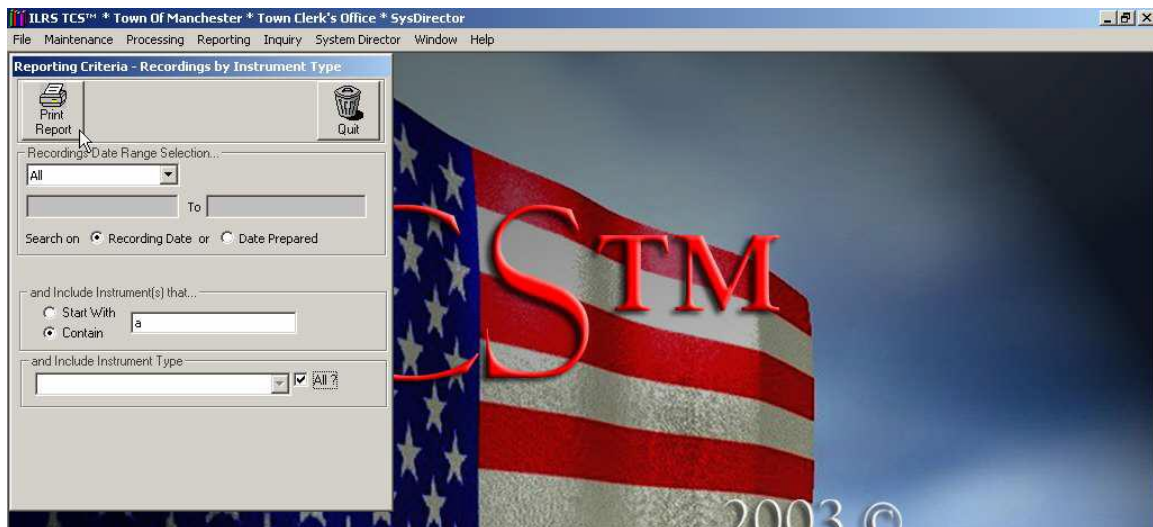 ILRS TCS™ * Town Of Manchester * Town Clerk's Office * SysDirector
File Maintenance Processing Reporting Inquiry System Director Window Help
Reporting Criteria - Recordings by Instrument Type
Print Report
Quit
Recordings Date Range Selection...
All
To
Search on Recording Date or Date Prepared
and Include Instrument(s) that...
Start With
Contain
a
and Include Instrument Type
All ?
CSTM
2003 ©